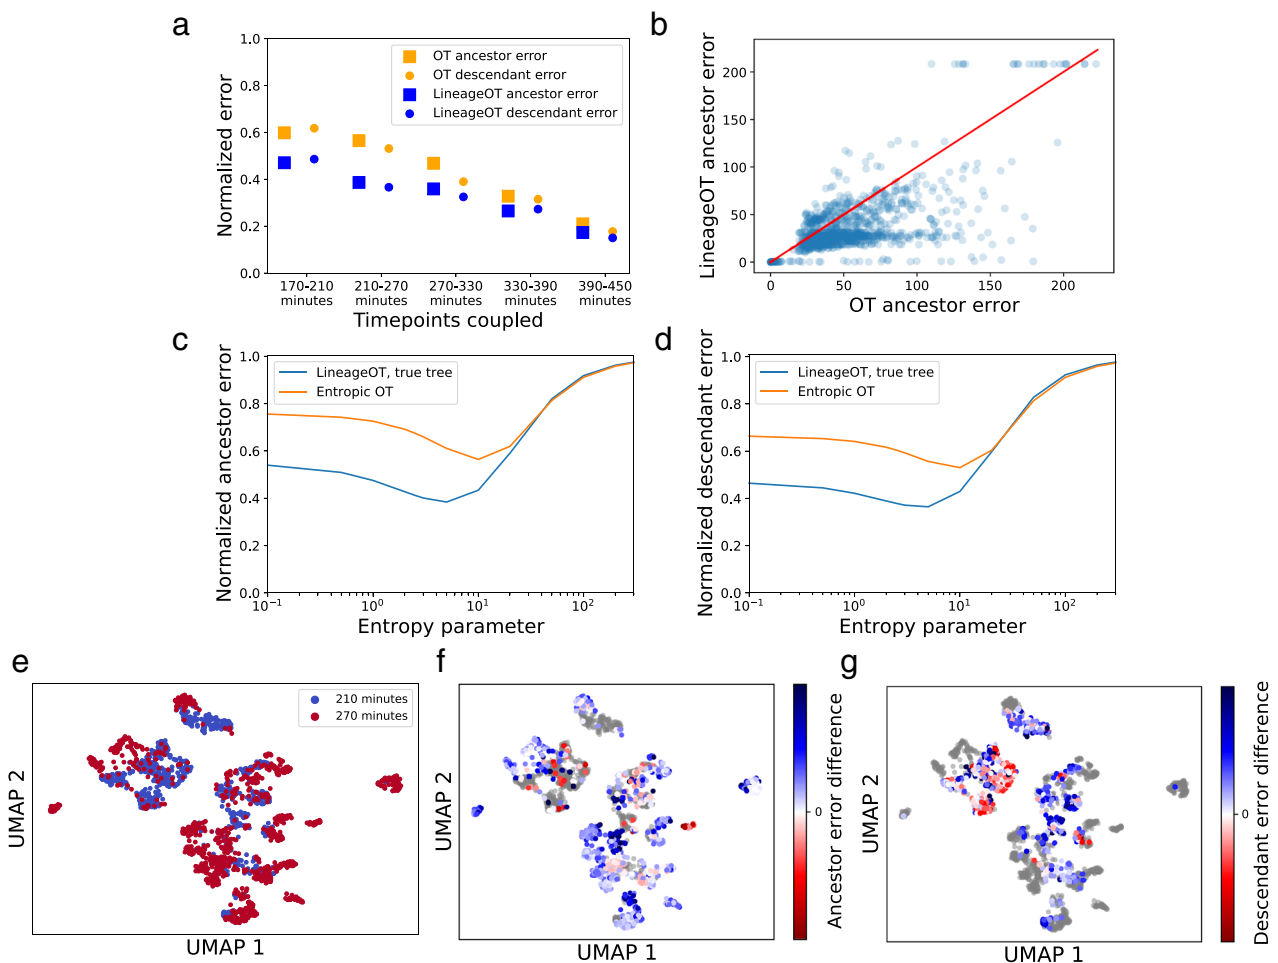 a
Normalized error
1.0
0.8
0.6
0.4
0.2
0.0
OT ancestor error
OT descendant error
LineageOT ancestor error
LineageOT descendant error
170-210 minutes
210-270 minutes
270-330 minutes
330-390 minutes
390-450 minutes
Timepoints coupled
b
LineageOT ancestor error
200
150
100
50
0
0 50 100 150 200
OT ancestor error
c
Normalized ancestor error
1.0
0.8
0.6
0.4
0.2
0.0
LineageOT, true tree
Entropic OT
10⁻¹ 10⁰ 10¹ 10²
Entropy parameter
d
Normalized descendant error
1.0
0.8
0.6
0.4
0.2
0.0
LineageOT, true tree
Entropic OT
10⁻¹ 10⁰ 10¹ 10²
Entropy parameter
e
UMAP 2
210 minutes
270 minutes
UMAP 1
f
UMAP 2
UMAP 1
0
Ancestor error difference
g
UMAP 2
UMAP 1
0
Descendant error difference